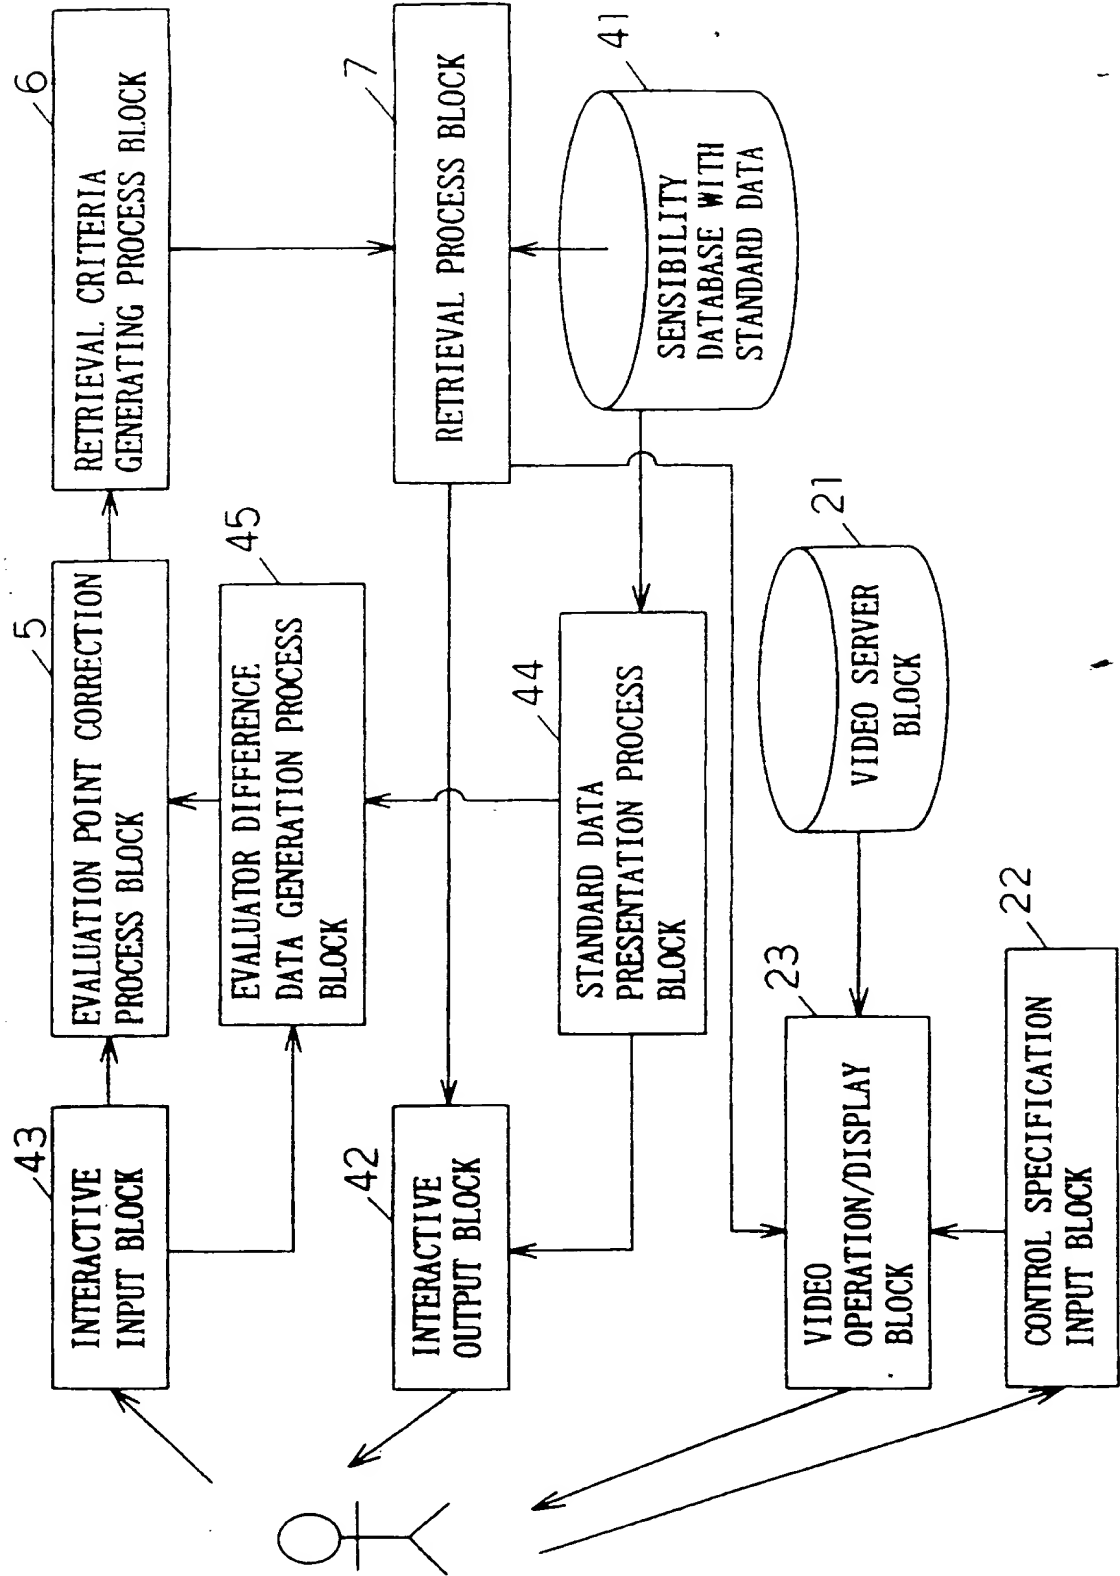 43
INTERACTIVE
INPUT BLOCK
5
EVALUATION POINT CORRECTION
PROCESS BLOCK
6
RETRIEVAL CRITERIA
GENERATING PROCESS BLOCK
45
EVALUATOR DIFFERENCE
DATA GENERATION PROCESS
BLOCK
42
INTERACTIVE
OUTPUT BLOCK
7
RETRIEVAL PROCESS BLOCK
44
STANDARD DATA
PRESENTATION PROCESS
BLOCK
41
SENSIBILITY
DATABASE WITH
STANDARD DATA
23
VIDEO
OPERATION/DISPLAY
BLOCK
21
VIDEO SERVER
BLOCK
22
CONTROL SPECIFICATION
INPUT BLOCK